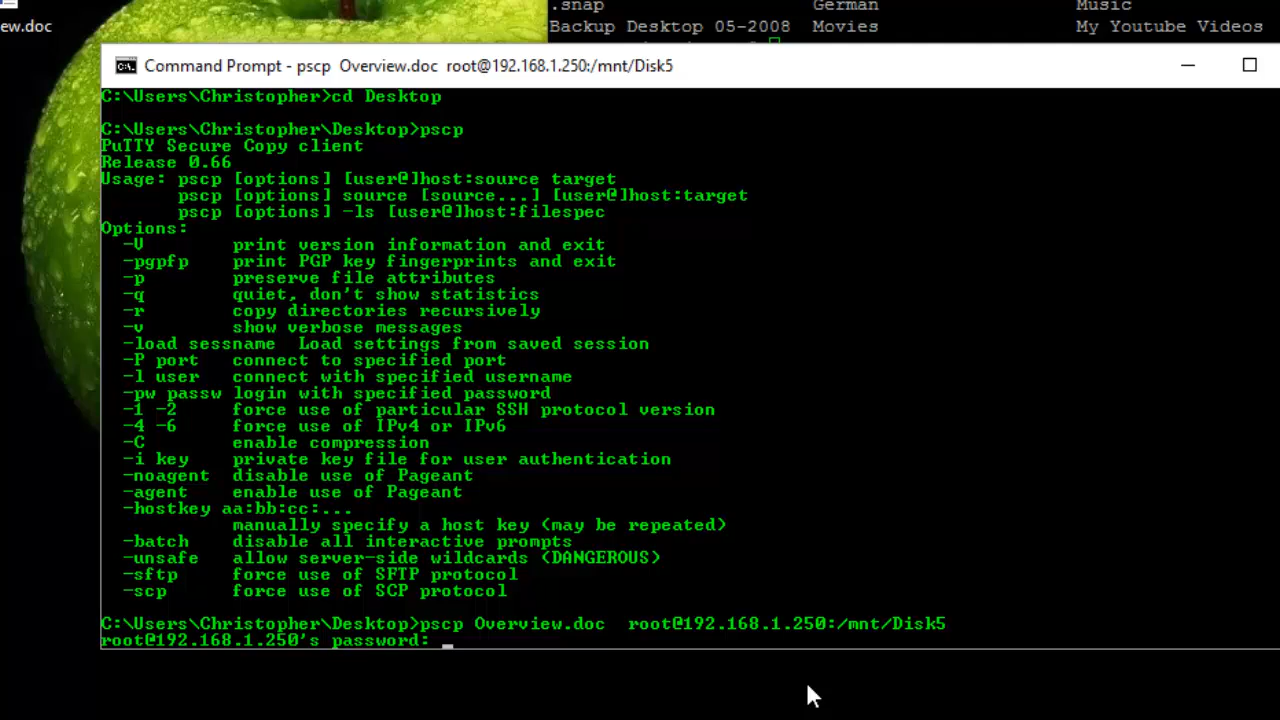 .snap German Music
ew.doc Backup Desktop 05-2008 Movies My Youtube Videos
Command Prompt - pscp  Overview.doc  root@192.168.1.250:/mnt/Disk5
C:\Users\Christopher>cd Desktop
C:\Users\Christopher\Desktop>pscp
PuTTY Secure Copy client
Release 0.66
Usage: pscp [options] [user@]host:source target
       pscp [options] source [source...] [user@]host:target
       pscp [options] -ls [user@]host:filespec
Options:
  -V        print version information and exit
  -pgpfp    print PGP key fingerprints and exit
  -p        preserve file attributes
  -q        quiet, don't show statistics
  -r        copy directories recursively
  -v        show verbose messages
  -load sessname  Load settings from saved session
  -P port   connect to specified port
  -l user   connect with specified username
  -pw passw login with specified password
  -1 -2     force use of particular SSH protocol version
  -4 -6     force use of IPv4 or IPv6
  -C        enable compression
  -i key    private key file for user authentication
  -noagent  disable use of Pageant
  -agent    enable use of Pageant
  -hostkey aa:bb:cc:...
            manually specify a host key (may be repeated)
  -batch    disable all interactive prompts
  -unsafe   allow server-side wildcards (DANGEROUS)
  -sftp     force use of SFTP protocol
  -scp      force use of SCP protocol
C:\Users\Christopher\Desktop>pscp Overview.doc  root@192.168.1.250:/mnt/Disk5
root@192.168.1.250's password: